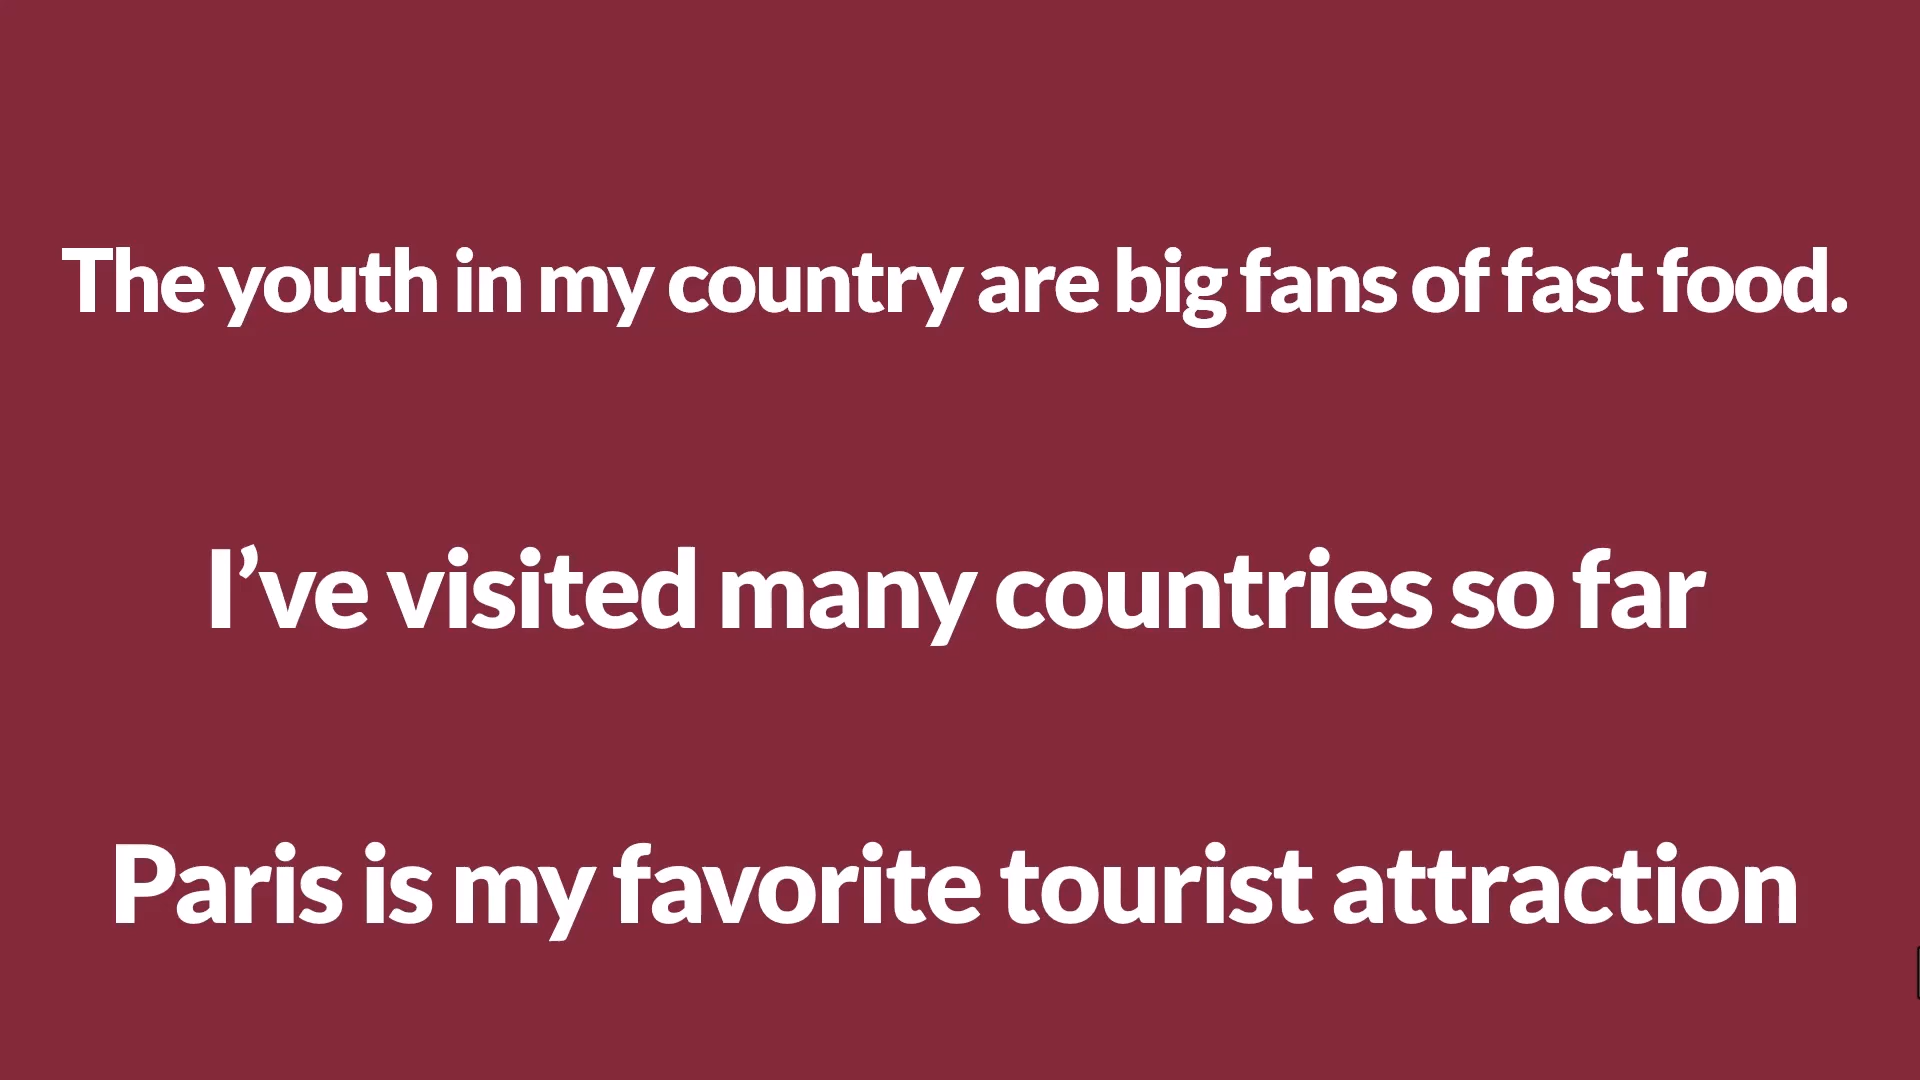 The youth in my country are big fans of fast food.
I’ve visited many countries so far
Paris is my favorite tourist attraction